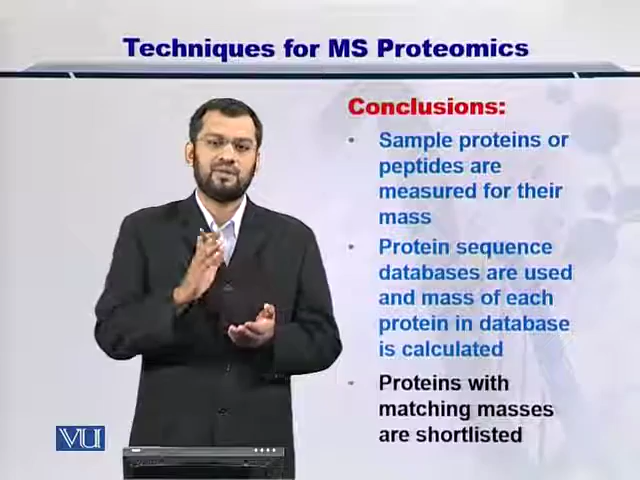 Techniques for MS Proteomics
Conclusions:
• Sample proteins or
peptides are
measured for their
mass
• Protein sequence
databases are used
and mass of each
protein in database
is calculated
• Proteins with
matching masses
are shortlisted
VU